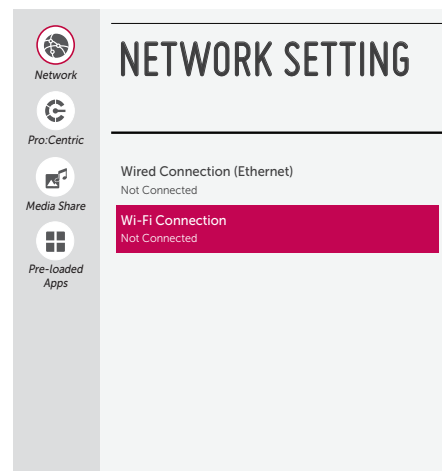 Network
Pro:Centric
Media Share
Pre-loaded
Apps
NETWORK SETTING
Wired Connection (Ethernet)
Not Connected
Wi-Fi Connection
Not Connected